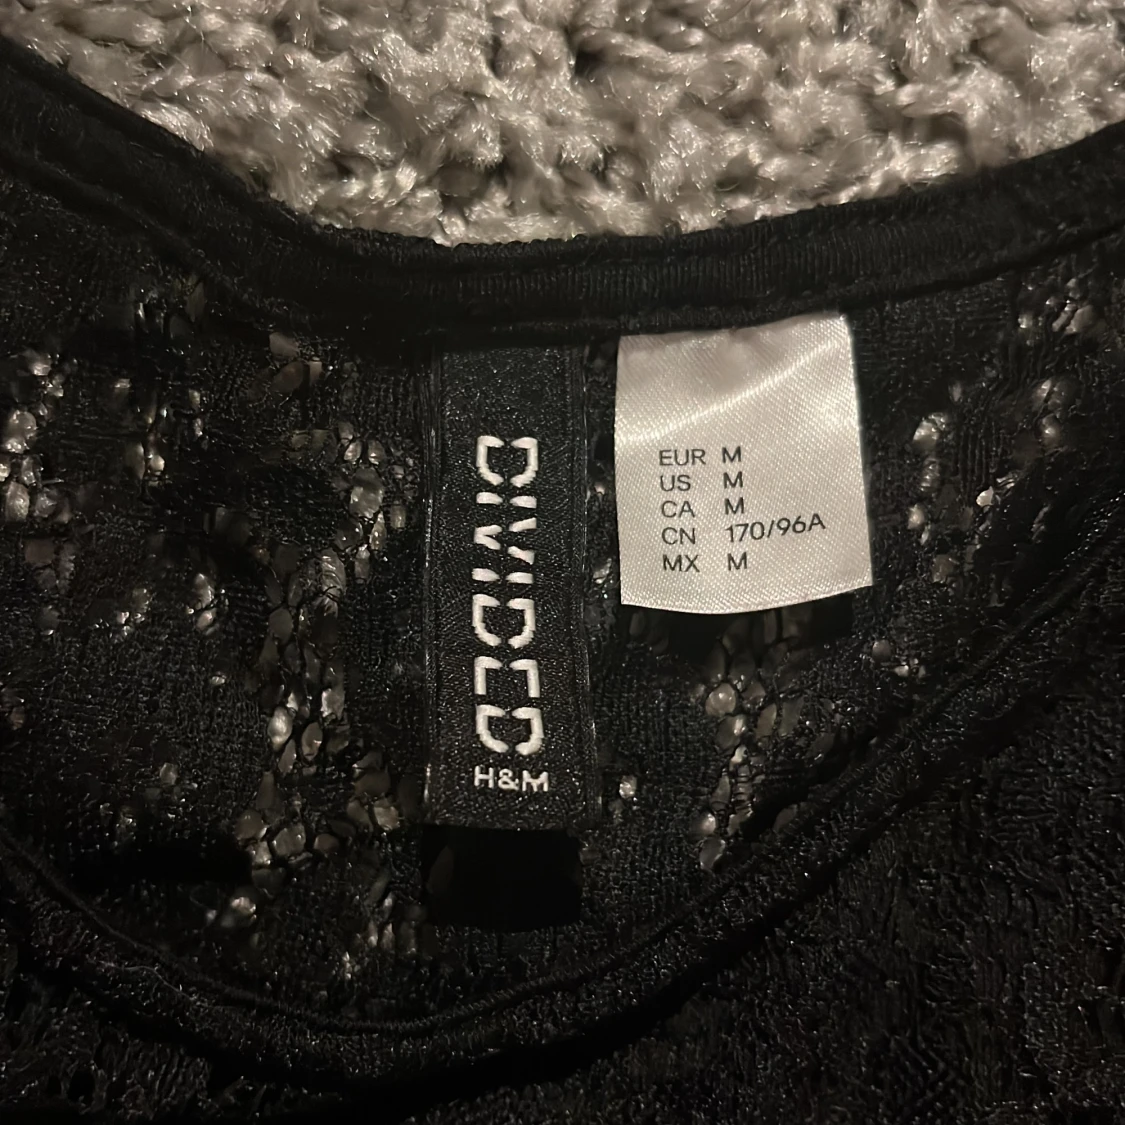 DIVIDED
H&M
EUR M
US M
CA M
CN 170/96A
MX M